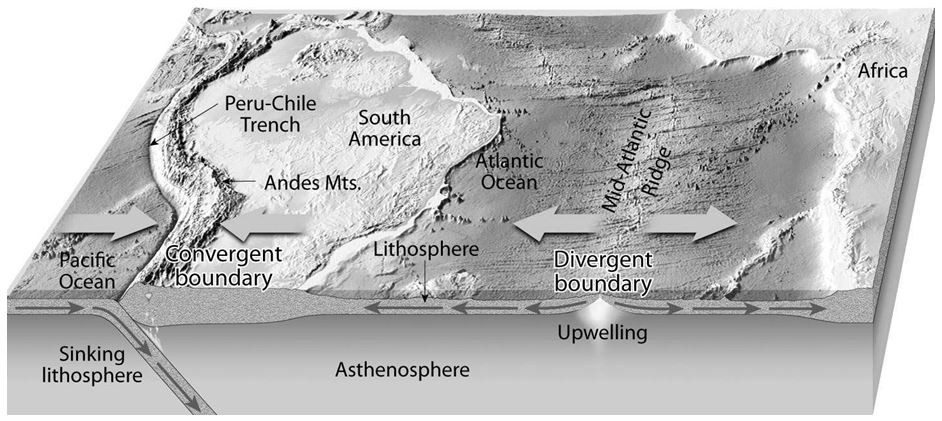 Africa
Peru-Chile
Trench
South
America
Mid-Atlantic
Ridge
Atlantic
Ocean
Andes Mts.
Pacific
Ocean
Convergent
boundary
Lithosphere
Divergent
boundary
Upwelling
Sinking
lithosphere
Asthenosphere